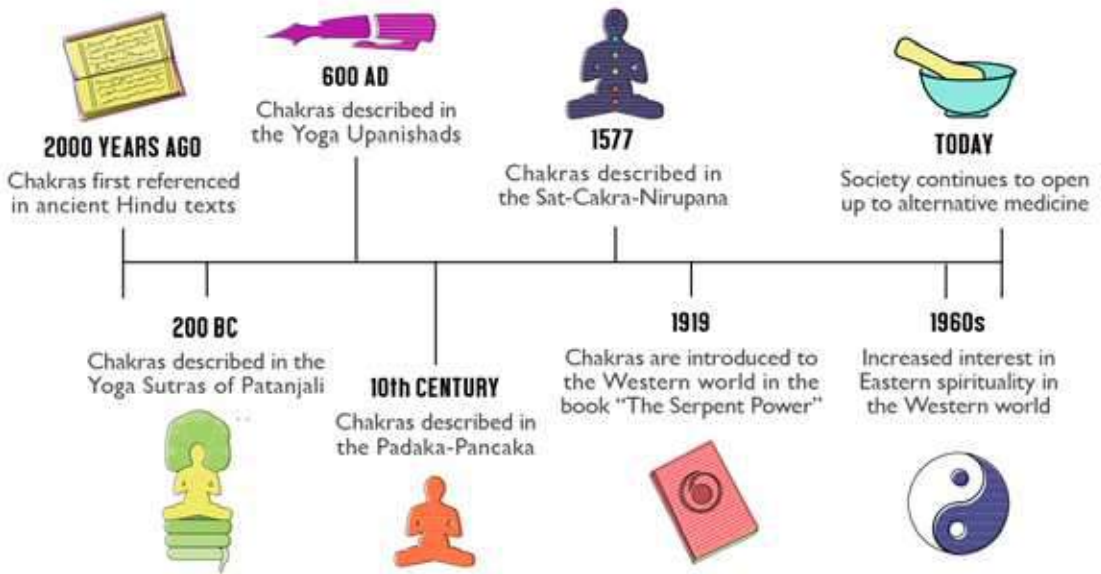 2000 YEARS AGO
Chakras first referenced
in ancient Hindu texts
200 BC
Chakras described in the
Yoga Sutras of Patanjali
600 AD
Chakras described in
the Yoga Upanishads
10th CENTURY
Chakras described in
the Padaka-Pancaka
1577
Chakras described in
the Sat-Cakra-Nirupana
1919
Chakras are introduced to
the Western world in the
book “The Serpent Power”
1960s
Increased interest in
Eastern spirituality in
the Western world
TODAY
Society continues to open
up to alternative medicine